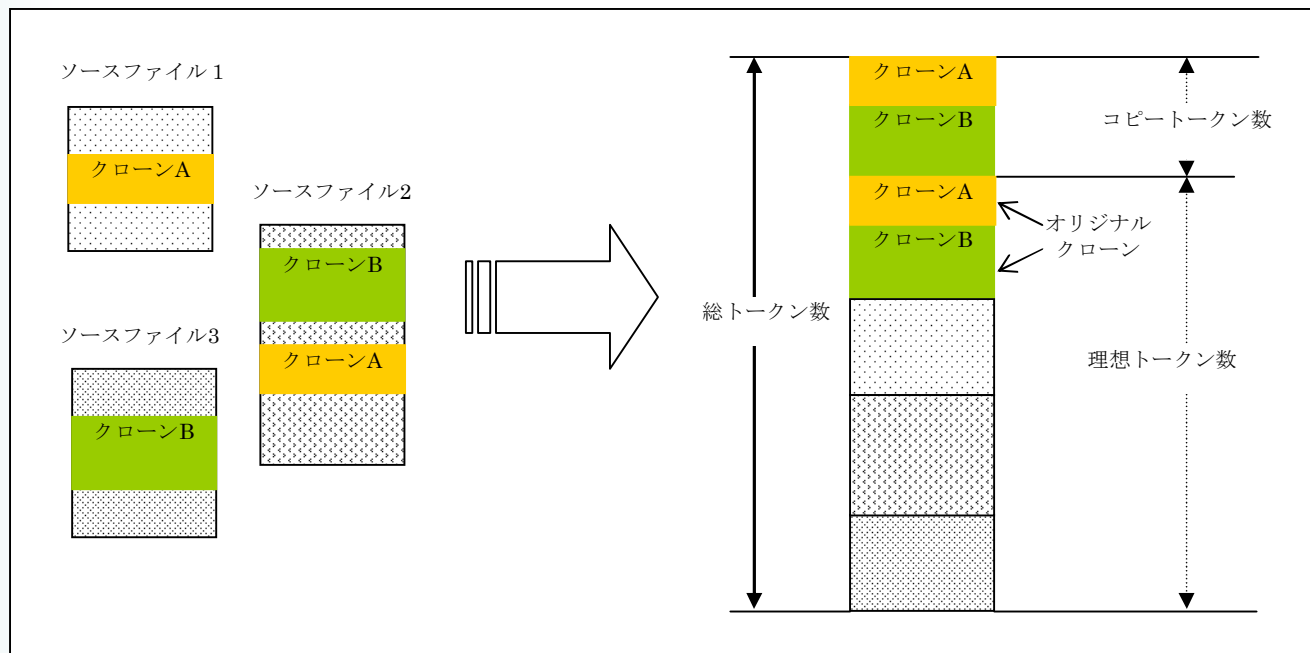 ソースファイル1
クローンA
ソースファイル2
クローンB
クローンA
ソースファイル3
クローンB
総トークン数
クローンA
クローンB
クローンA
クローンB
コピートークン数
オリジナル
クローン
理想トークン数